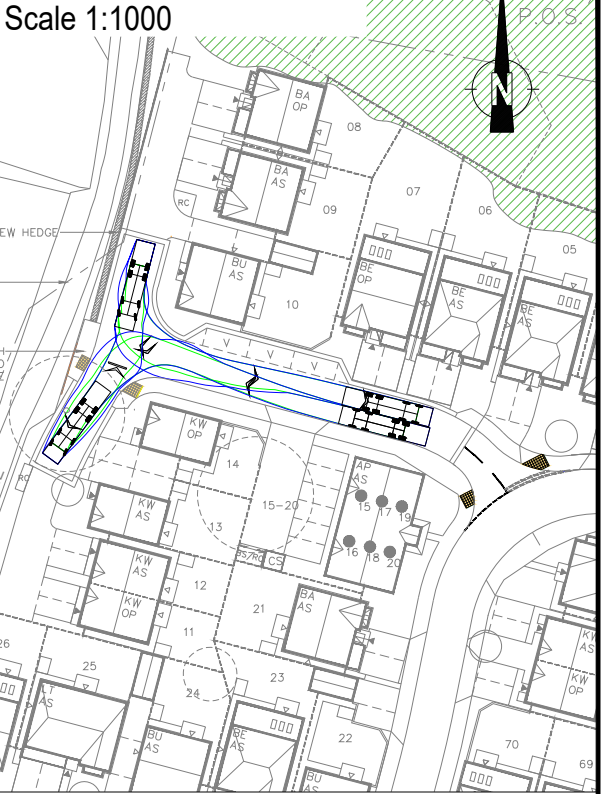 Scale 1:1000
P.O.S.
N
BA
OP
08
BA
AS
07
RC
09
06
EW HEDGE
BU
AS
BE
OP
BE
AS
BE
AS
05
10
V
V
V
V
V
KW
OP
14
AP
AS
15
17
19
15-20
RC
KW
AS
13
16
18
20
BS/RC
CS
KW
AS
12
KW
OP
21
BA
AS
11
KW
AS
26
25
23
KW
OP
LT
AS
24
BU
AS
BE
AS
22
70
69
BU
AS